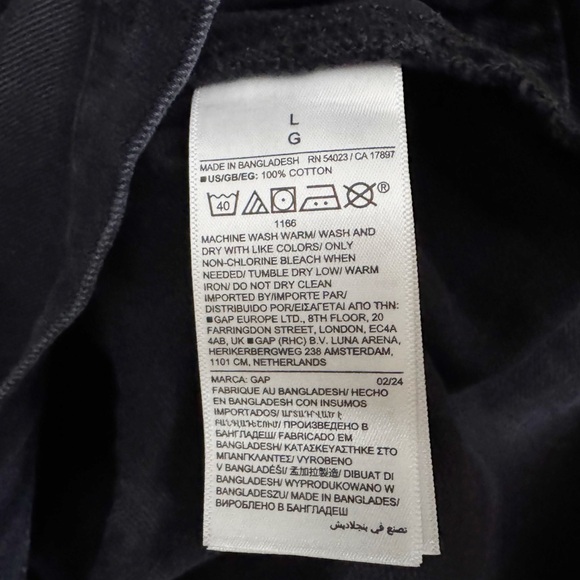 L
G
MADE IN BANGLADESH RN 54023 / CA 17897
■ US/GB/EG: 100% COTTON
40
®
1166
MACHINE WASH WARM/ WASH AND
DRY WITH LIKE COLORS/ ONLY
NON-CHLORINE BLEACH WHEN
NEEDED/ TUMBLE DRY LOW/ WARM
IRON/ DO NOT DRY CLEAN
IMPORTED BY/IMPORTE PAR/
DISTRIBUIDO POR/ΕΙΣΑΓΕΤΑΙ ΑΠΟ ΤΗΝ:
■ GAP EUROPE LTD., 8TH FLOOR, 20
FARRINGDON STREET, LONDON, EC4A
4AB, UK ■ GAP (RHC) B.V. LUNA ARENA,
HERIKERBERGWEG 238 AMSTERDAM,
1101 CM, NETHERLANDS
MARCA: GAP 02/24
FABRIQUE AU BANGLADESH/ HECHO
EN BANGLADESH CON INSUMOS
IMPORTADOS/
ПРОИЗВЕДЕНО В
БАНГЛАДЕШ/ FABRICADO EM
BANGLADESH/ ΚΑΤΑΣΚΕΥΑΣΤΗΚΕ ΣΤΟ
ΜΠΑΓΚΛΑΝΤΕΣ/ VYROBENO
V BANGLADÉŠI/ 孟加拉製造/ DIBUAT DI
BANGLADESH/ WYPRODUKOWANO W
BANGLADESZU/ MADE IN BANGLADESH/
ВИРОБЛЕНО В БАНГЛАДЕШ
تصنع في بنجلاديش